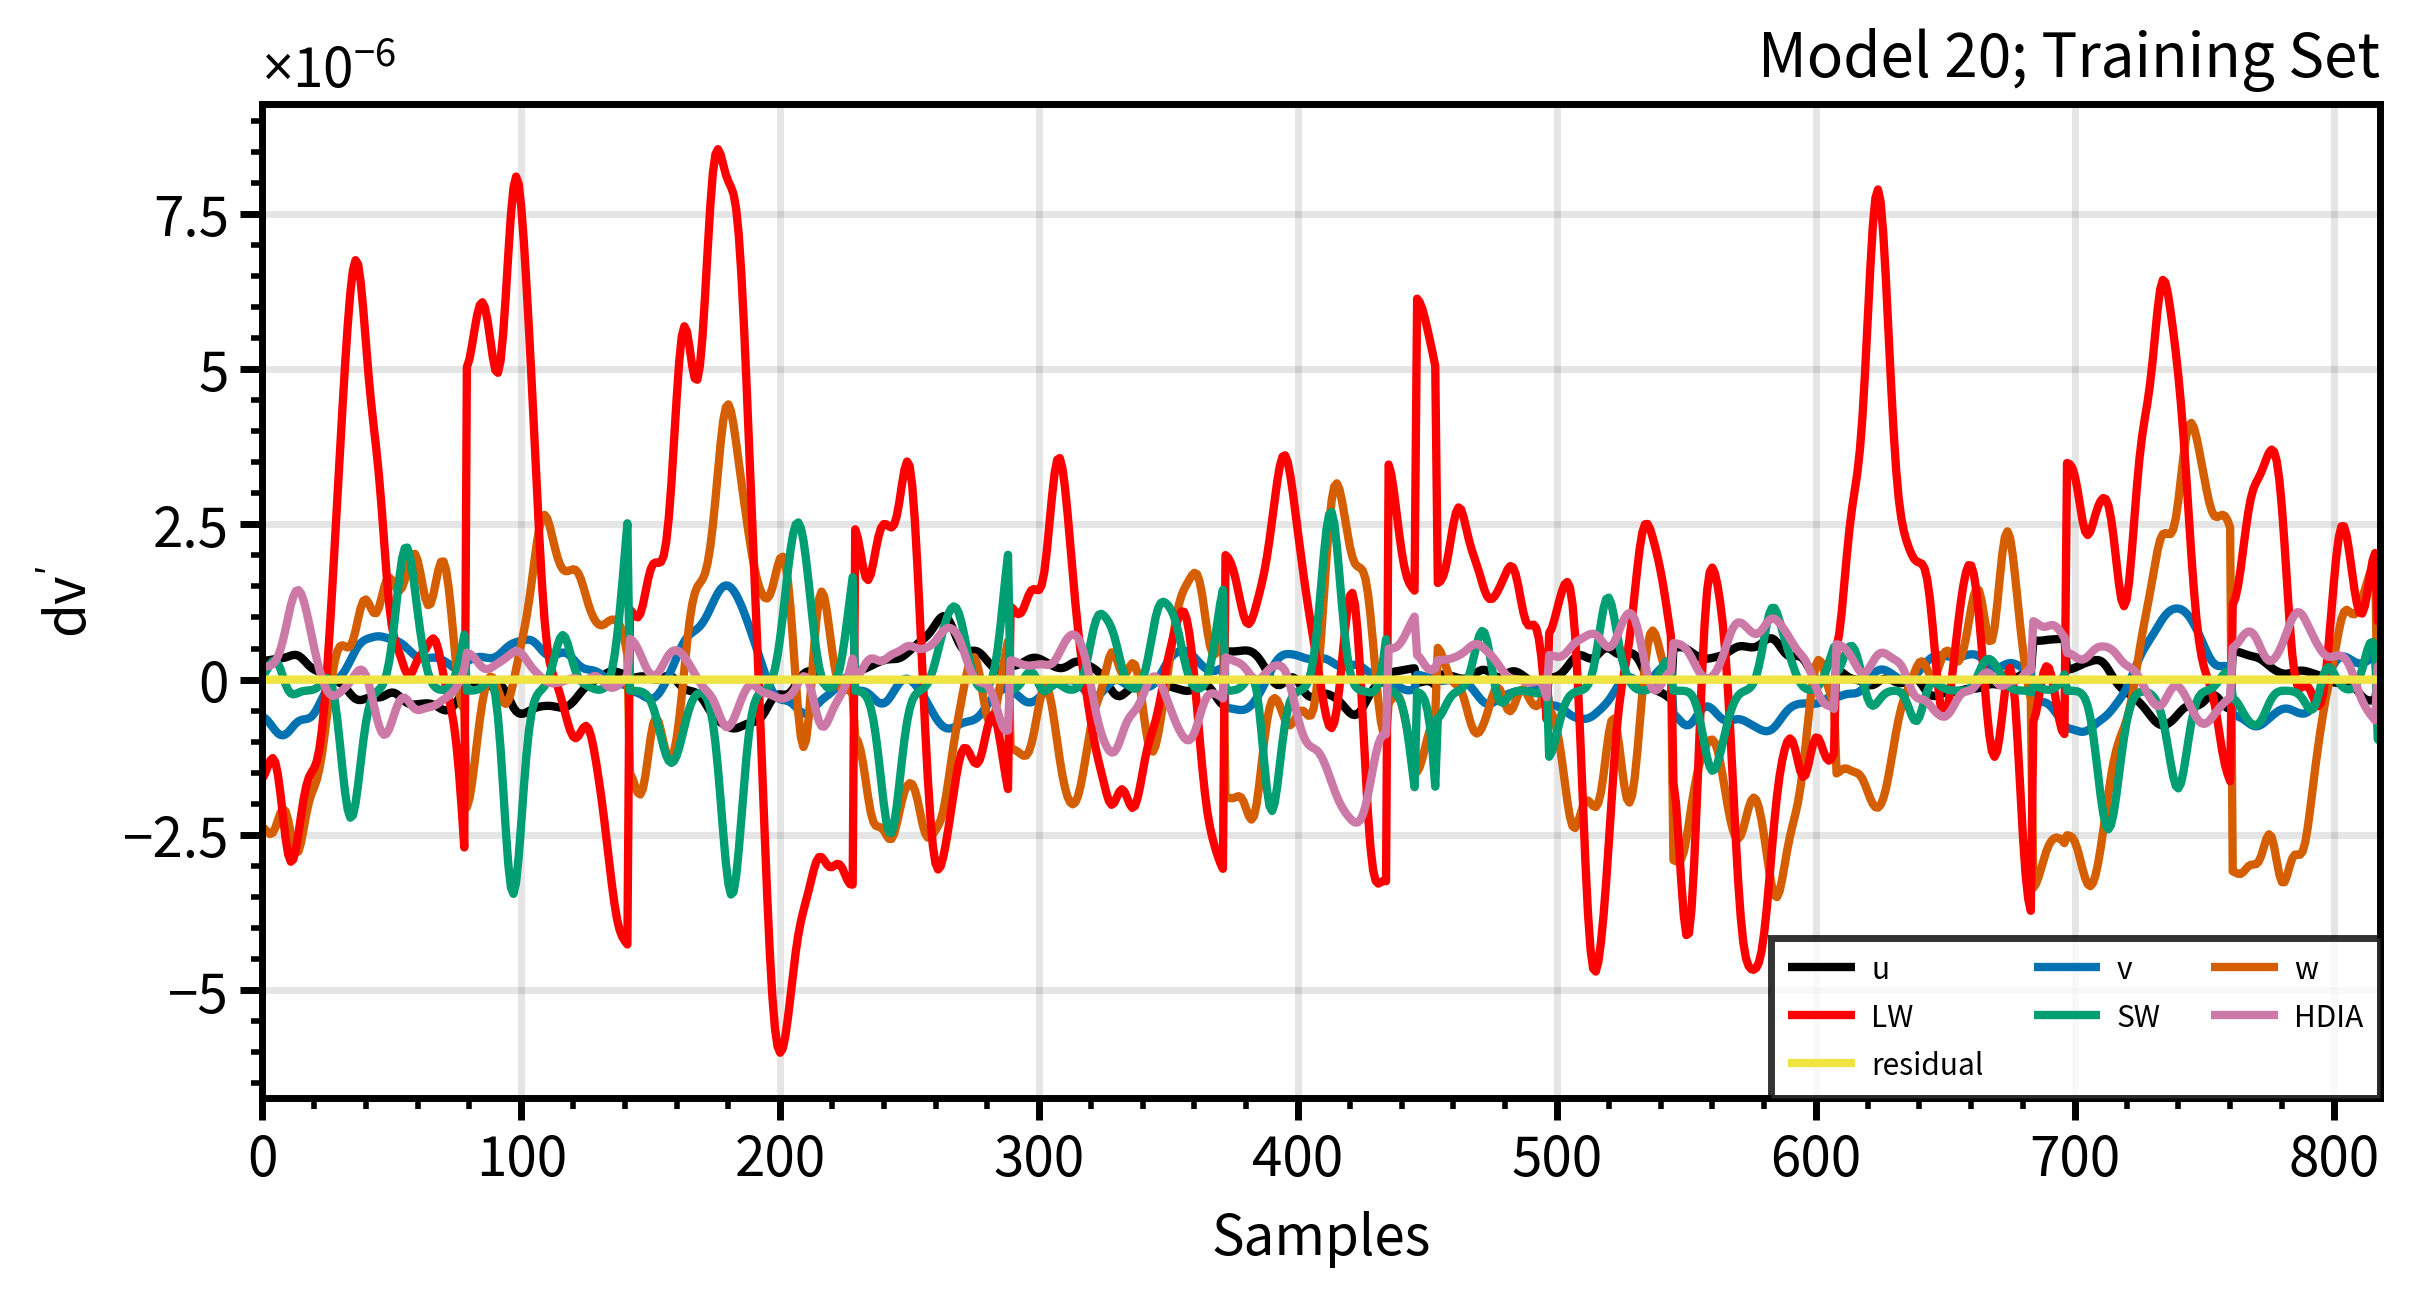 ×10⁻⁶
Model 20; Training Set
dv′
7.5
5
2.5
0
−2.5
−5
0 100 200 300 400 500 600 700 800
Samples
u v w
LW SW HDIA
residual